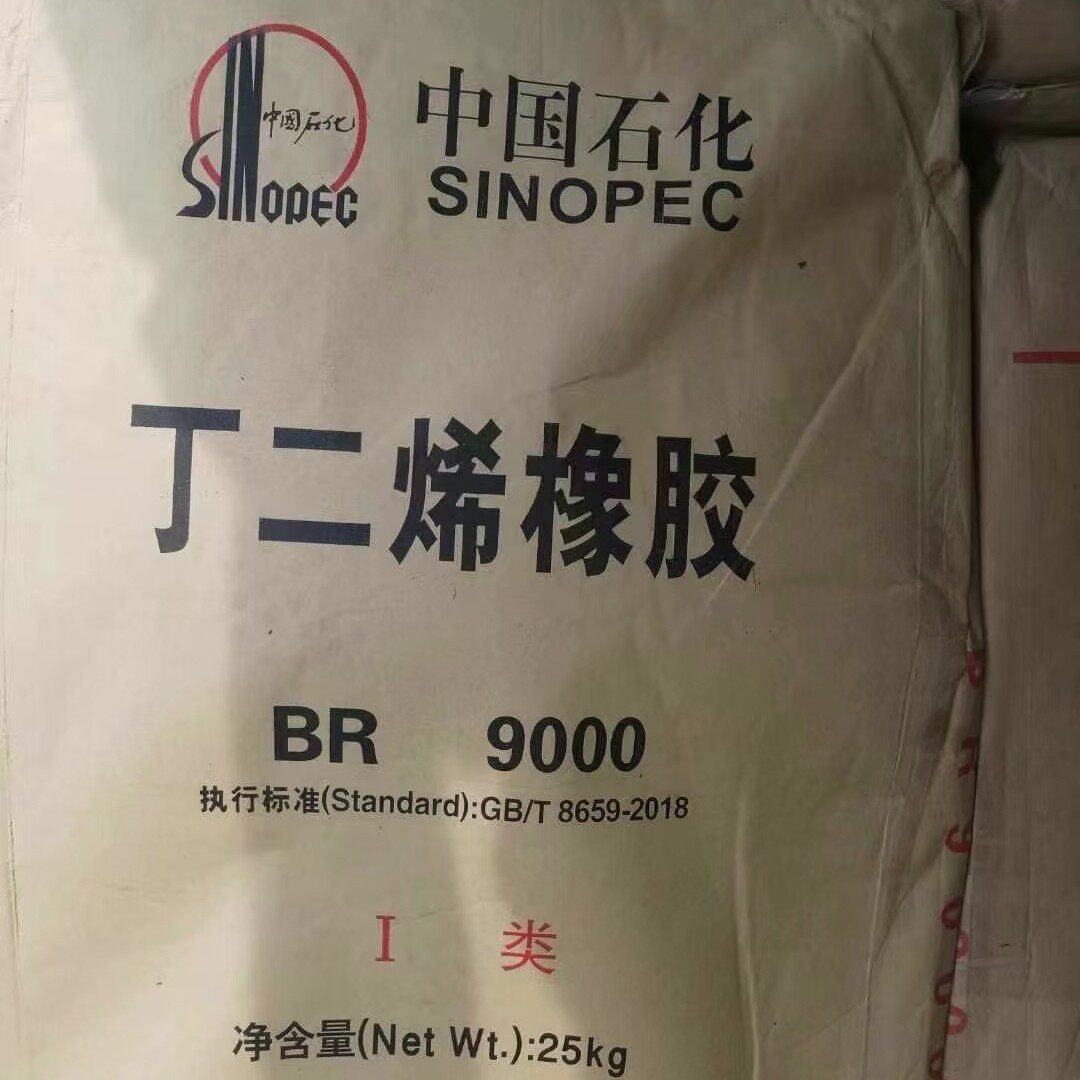 中国石化
SINOPEC
中国石化
SINOPEC
丁二烯橡胶
BR 9000
执行标准(Standard):GB/T 8659-2018
I 类
净含量(Net Wt.):25kg
BR9000